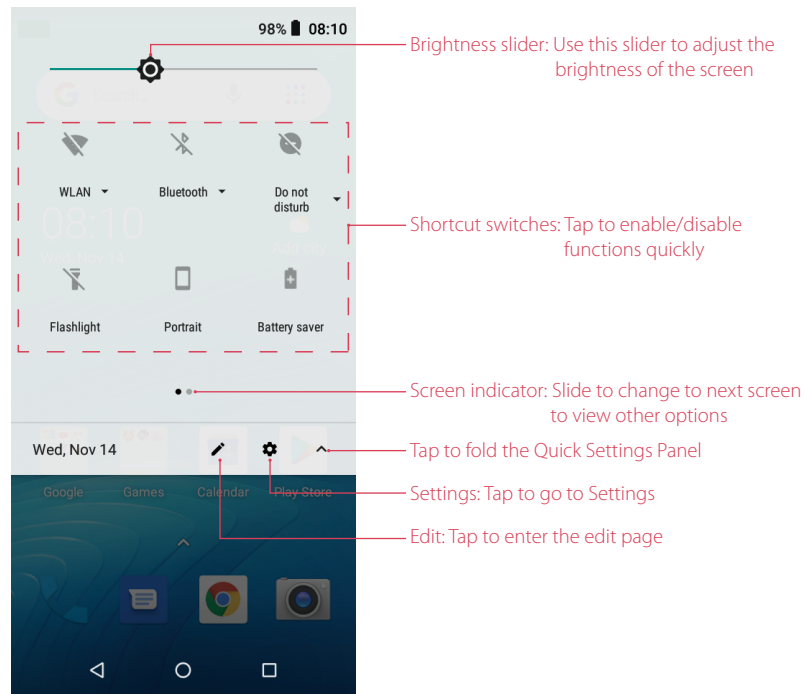 98% 08:10
Brightness slider: Use this slider to adjust the
brightness of the screen
WLAN
Bluetooth
Do not
disturb
08:10
Shortcut switches: Tap to enable/disable
functions quickly
Flashlight
Portrait
Battery saver
Screen indicator: Slide to change to next screen
to view other options
Wed, Nov 14
Tap to fold the Quick Settings Panel
Google
Games
Calendar
Play Store
Settings: Tap to go to Settings
Edit: Tap to enter the edit page